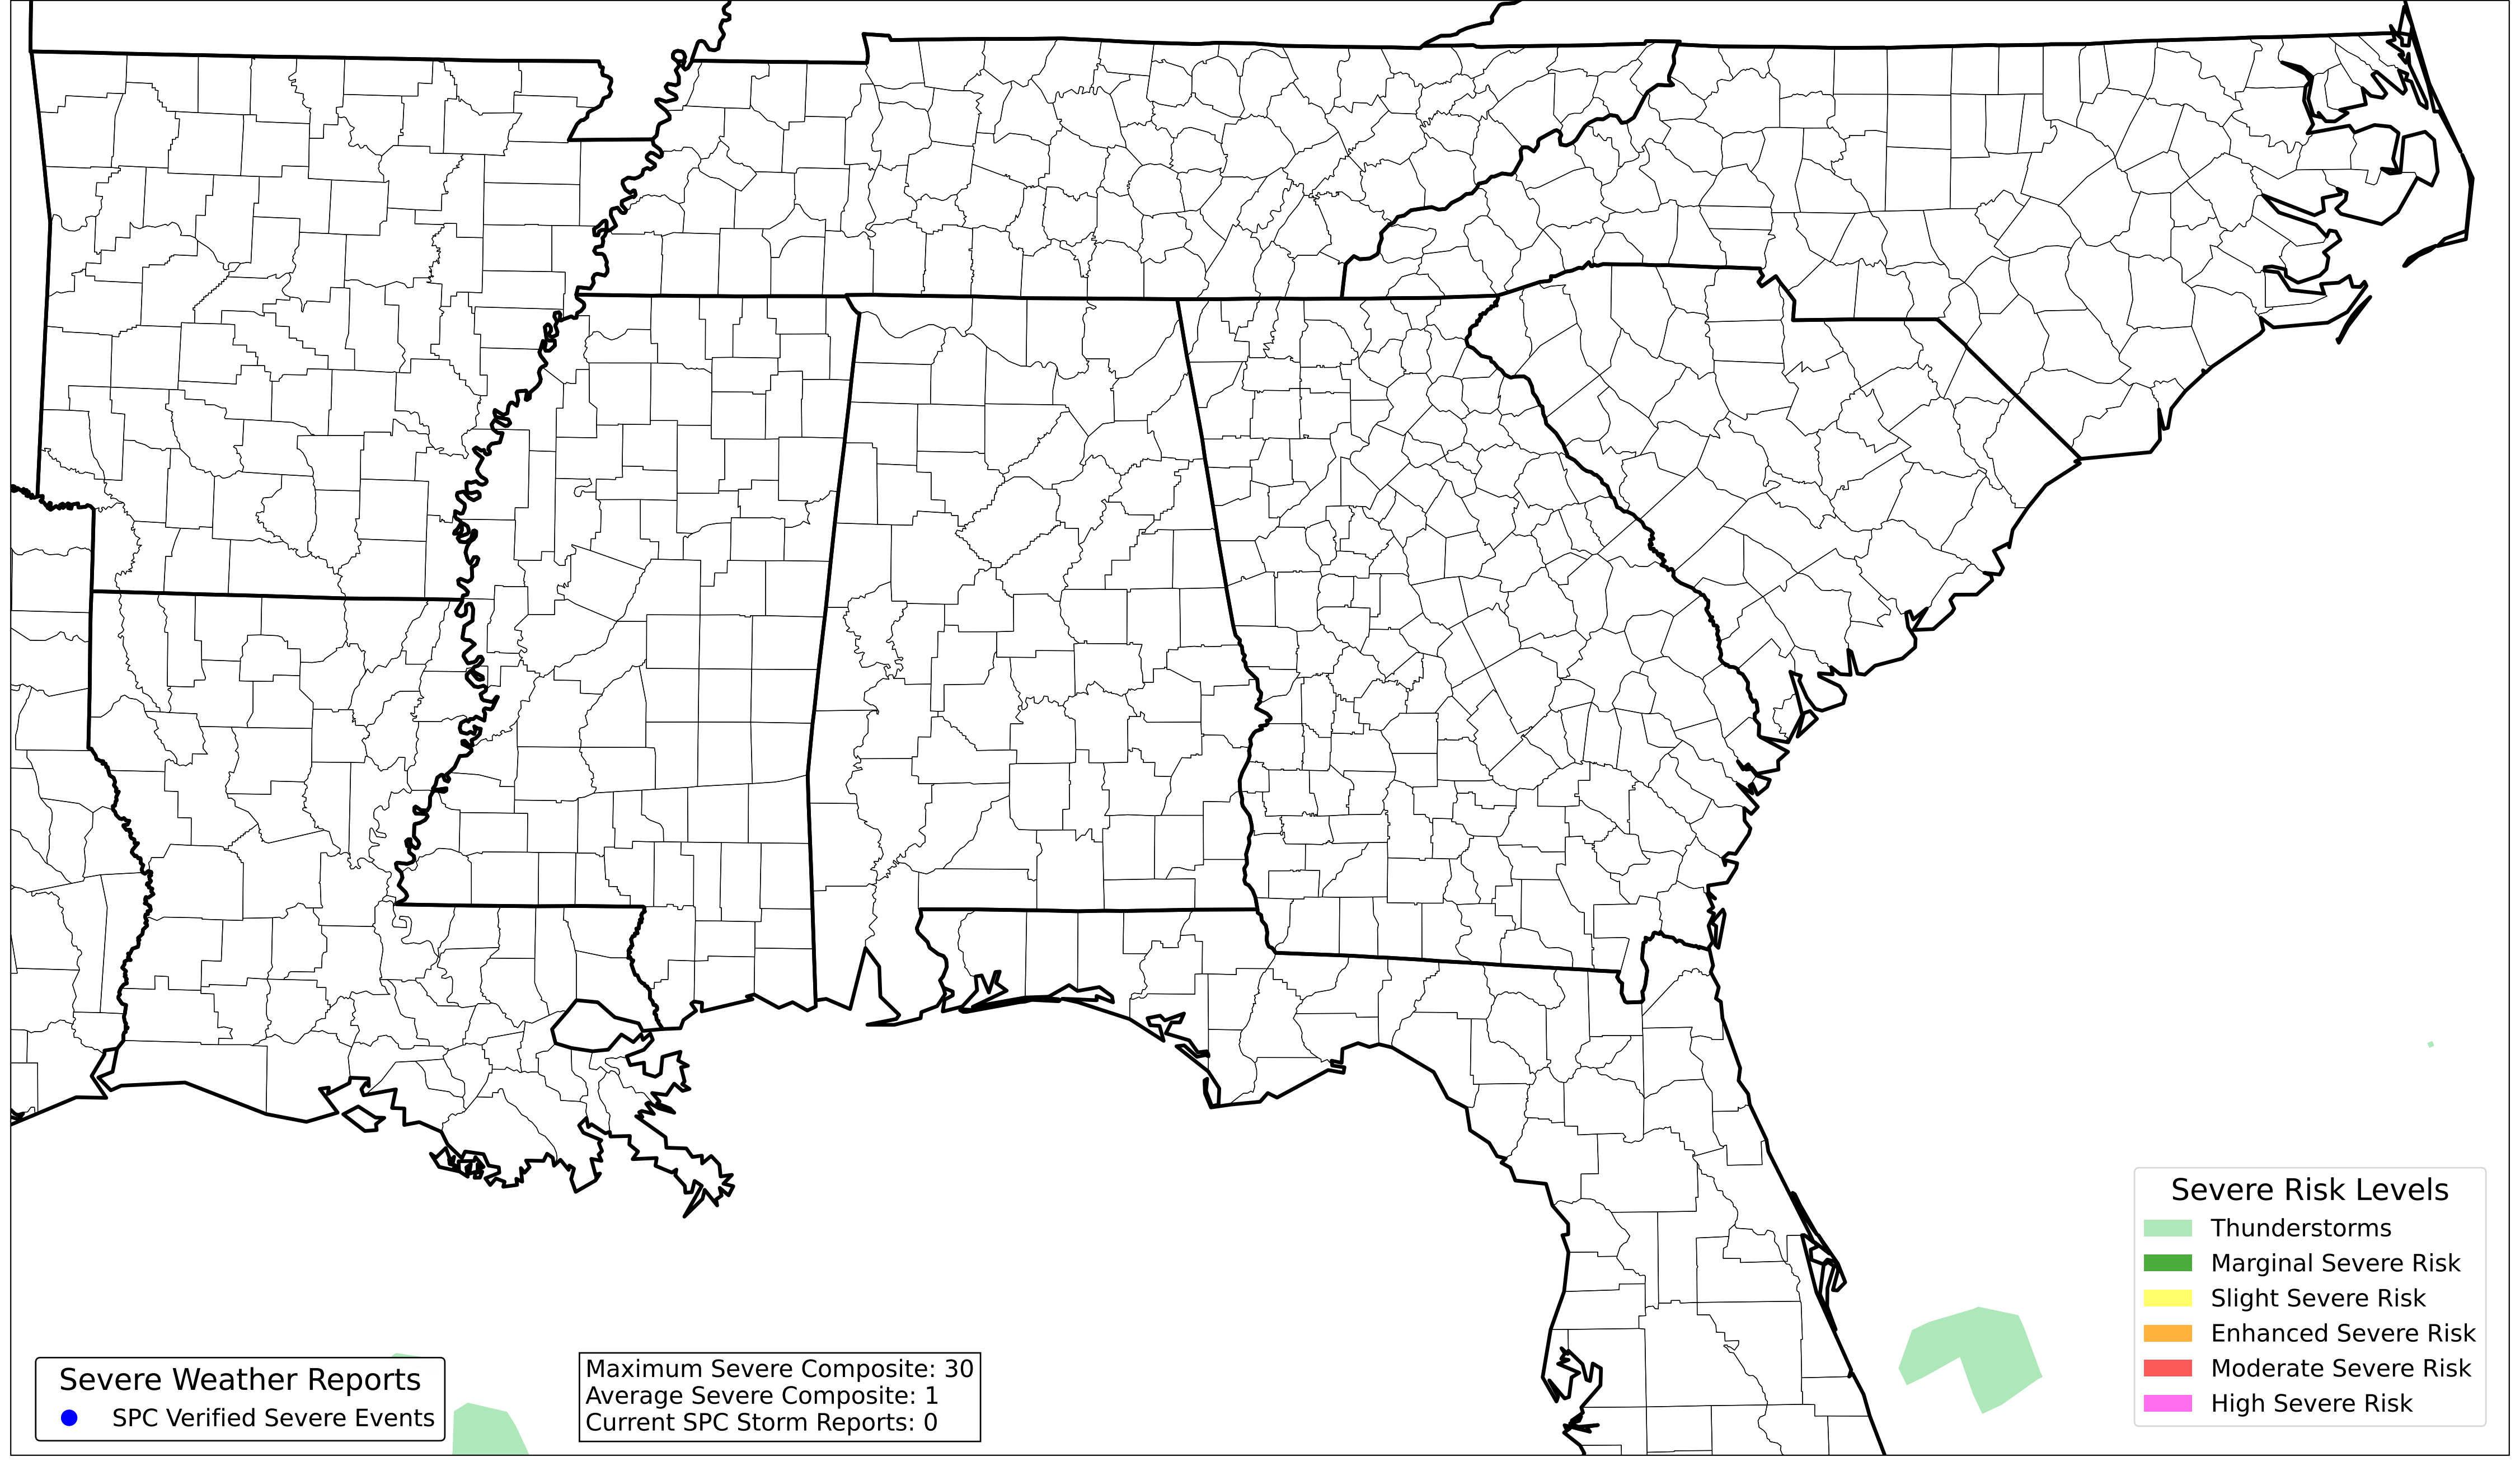 Severe Weather Reports
SPC Verified Severe Events
Maximum Severe Composite: 30
Average Severe Composite: 1
Current SPC Storm Reports: 0
Severe Risk Levels
Thunderstorms
Marginal Severe Risk
Slight Severe Risk
Enhanced Severe Risk
Moderate Severe Risk
High Severe Risk